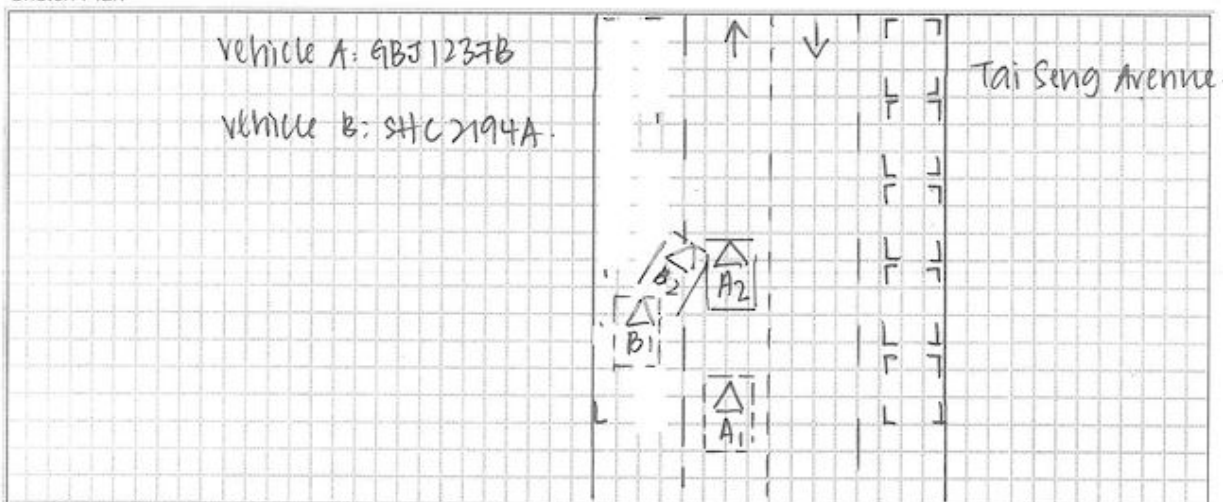 Vehicle A: GBJ1237B
Tai Seng Avenue
Vehicle B: SHC2194A.
B2
A2
B1
A1